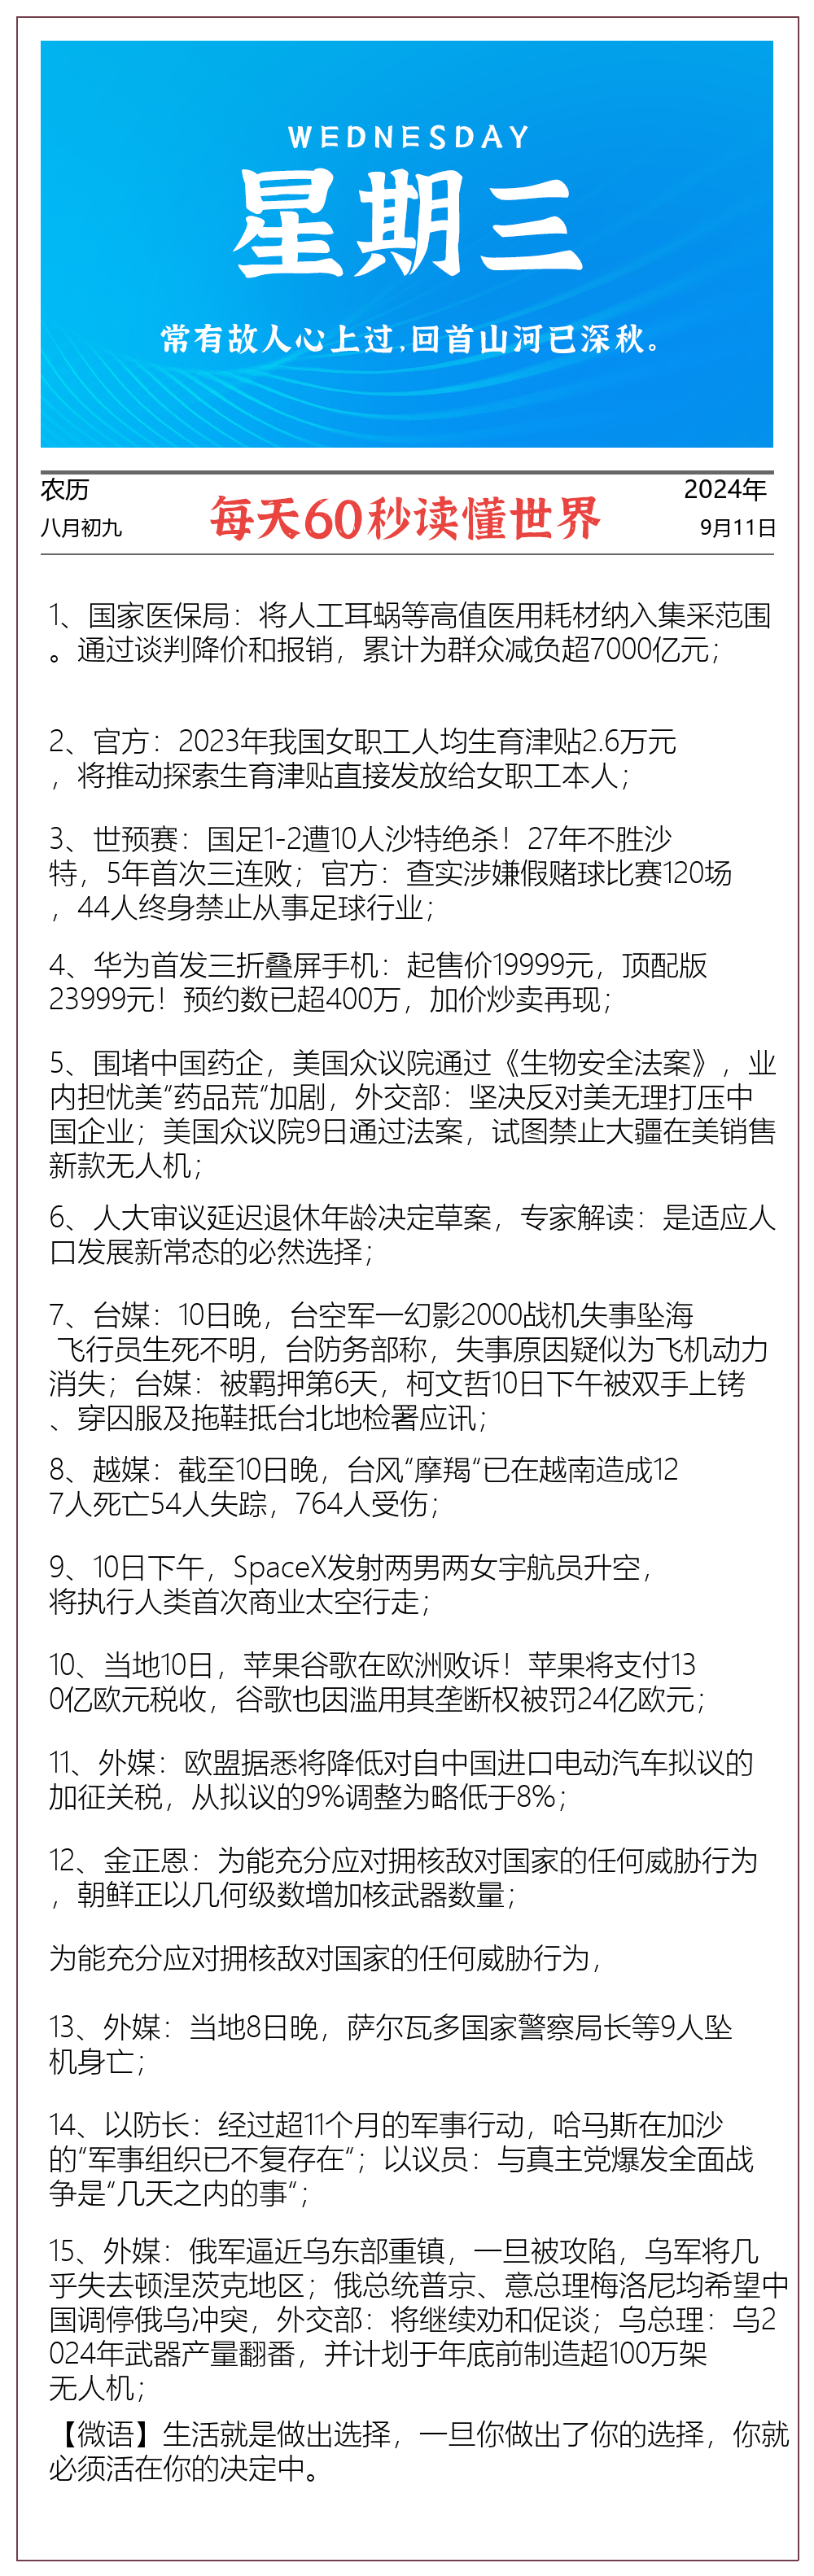 WEDNESDAY
星期三
常有故人心上过,回首山河已深秋。
农历
2024年
每天60秒读懂世界
八月初九
9月11日
1、国家医保局：将人工耳蜗等高值医用耗材纳入集采范围
。通过谈判降价和报销，累计为群众减负超7000亿元；
2、官方：2023年我国女职工人均生育津贴2.6万元
，将推动探索生育津贴直接发放给女职工本人；
3、世预赛：国足1-2遭10人沙特绝杀！27年不胜沙
特，5年首次三连败；官方：查实涉嫌假赌球比赛120场
，44人终身禁止从事足球行业；
4、华为首发三折叠屏手机：起售价19999元，顶配版
23999元！预约数已超400万，加价炒卖再现；
5、围堵中国药企，美国众议院通过《生物安全法案》，业
内担忧美“药品荒“加剧，外交部：坚决反对美无理打压中
国企业；美国众议院9日通过法案，试图禁止大疆在美销售
新款无人机；
6、人大审议延迟退休年龄决定草案，专家解读：是适应人
口发展新常态的必然选择；
7、台媒：10日晚，台空军一幻影2000战机失事坠海
飞行员生死不明，台防务部称，失事原因疑似为飞机动力
消失；台媒：被羁押第6天，柯文哲10日下午被双手上铐
、穿囚服及拖鞋抵台北地检署应讯；
8、越媒：截至10日晚，台风“摩羯“已在越南造成12
7人死亡54人失踪，764人受伤；
9、10日下午，SpaceX发射两男两女宇航员升空，
将执行人类首次商业太空行走；
10、当地10日，苹果谷歌在欧洲败诉！苹果将支付13
0亿欧元税收，谷歌也因滥用其垄断权被罚24亿欧元；
11、外媒：欧盟据悉将降低对自中国进口电动汽车拟议的
加征关税，从拟议的9%调整为略低于8%；
12、金正恩：为能充分应对拥核敌对国家的任何威胁行为
，朝鲜正以几何级数增加核武器数量；
为能充分应对拥核敌对国家的任何威胁行为，
13、外媒：当地8日晚，萨尔瓦多国家警察局长等9人坠
机身亡；
14、以防长：经过超11个月的军事行动，哈马斯在加沙
的“军事组织已不复存在“；以议员：与真主党爆发全面战
争是“几天之内的事“；
15、外媒：俄军逼近乌东部重镇，一旦被攻陷，乌军将几
乎失去顿涅茨克地区；俄总统普京、意总理梅洛尼均希望中
国调停俄乌冲突，外交部：将继续劝和促谈；乌总理：乌2
024年武器产量翻番，并计划于年底前制造超100万架
无人机；
【微语】生活就是做出选择，一旦你做出了你的选择，你就
必须活在你的决定中。